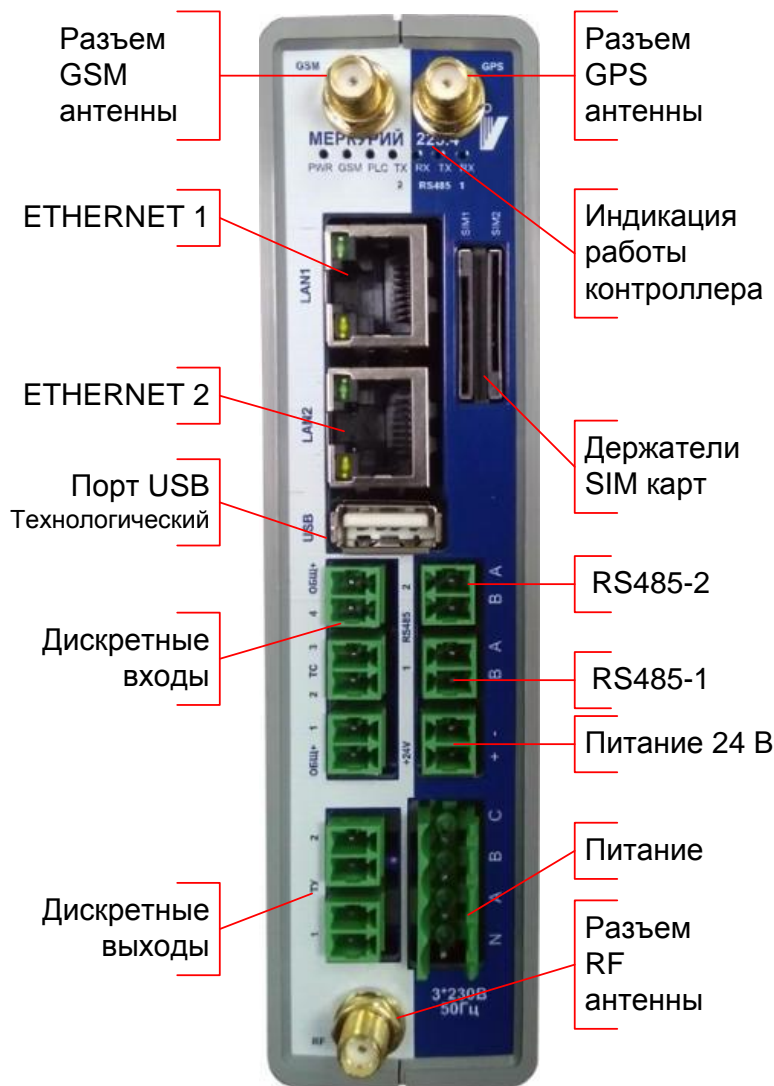 Разъем
GSM
антенны
Разъем
GPS
антенны
GSM
GPS
МЕРКУРИЙ 225.4
PWR GSM PLC TX RX TX RX
2 RS485 1
ETHERNET 1
LAN1
SIM1
SIM2
Индикация
работы
контроллера
ETHERNET 2
LAN2
Держатели
SIM карт
Порт USB
Технологический
USB
ОБЩ+
4
2
A
B
RS485
RS485-2
Дискретные
входы
3
ТС
2
1
A
B
RS485-1
1
ОБЩ+
+24V
-
+
Питание 24 В
2
ТУ
1
C
B
A
N
Питание
Дискретные
выходы
Разъем
RF
антенны
3*230В
50Гц
RF